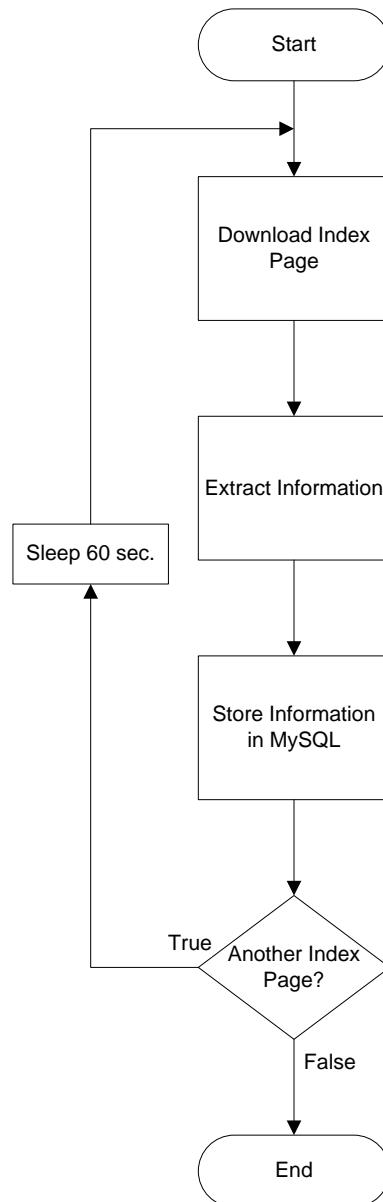 Start
Download Index
Page
Extract Information
Sleep 60 sec.
Store Information
in MySQL
True
Another Index
Page?
False
End